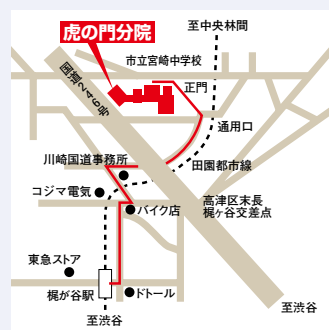 至中央林間
虎の門分院
市立宮崎中学校
正門
国道246号
通用口
川崎国道事務所
田園都市線
コジマ電気
高津区末長
梶ヶ谷交差点
バイク店
東急ストア
ドトール
梶が谷駅
至渋谷
至渋谷